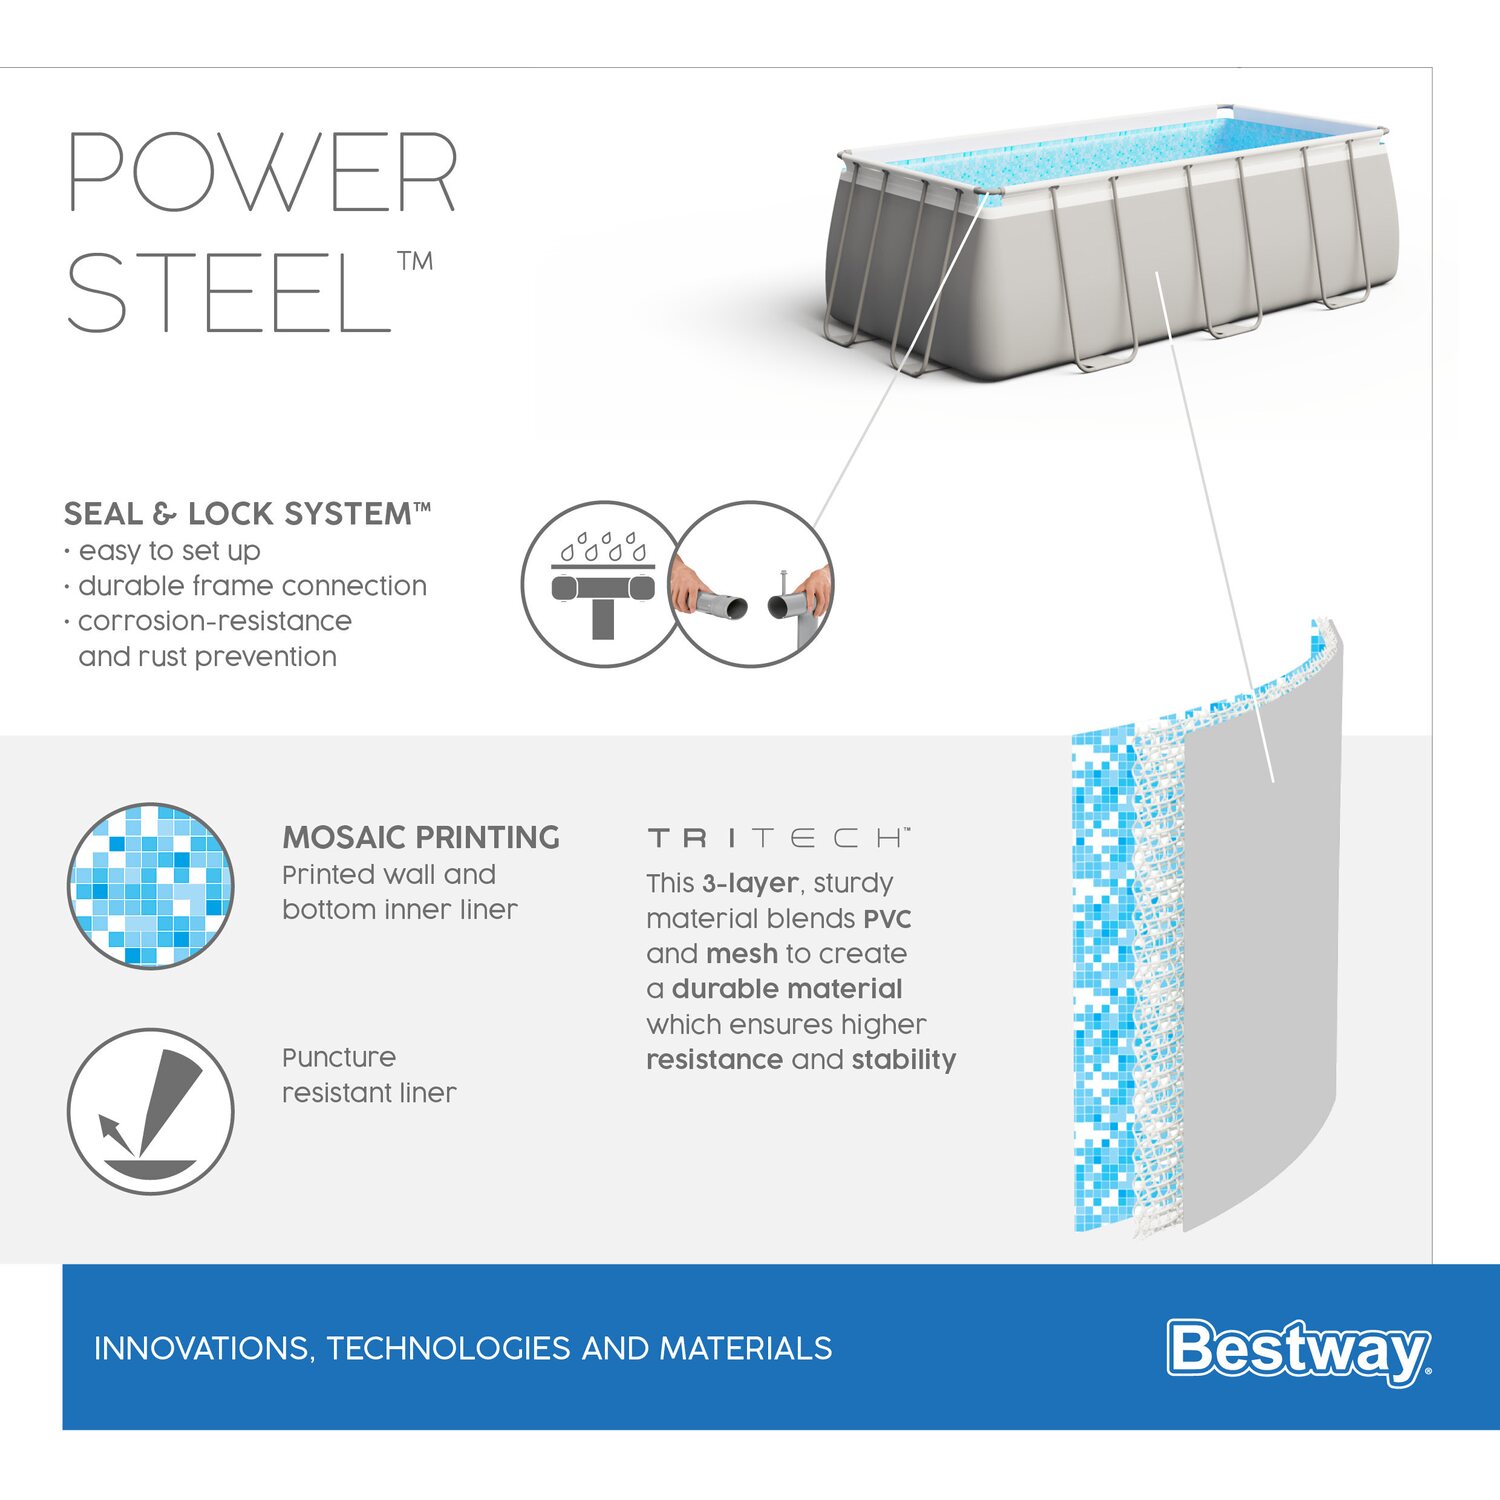 POWER
STEEL™
SEAL & LOCK SYSTEM™
· easy to set up
· durable frame connection
· corrosion-resistance
and rust prevention
MOSAIC PRINTING
Printed wall and
bottom inner liner
Puncture
resistant liner
TRITECH™
This 3-layer, sturdy
material blends PVC
and mesh to create
a durable material
which ensures higher
resistance and stability
INNOVATIONS, TECHNOLOGIES AND MATERIALS
Bestway®